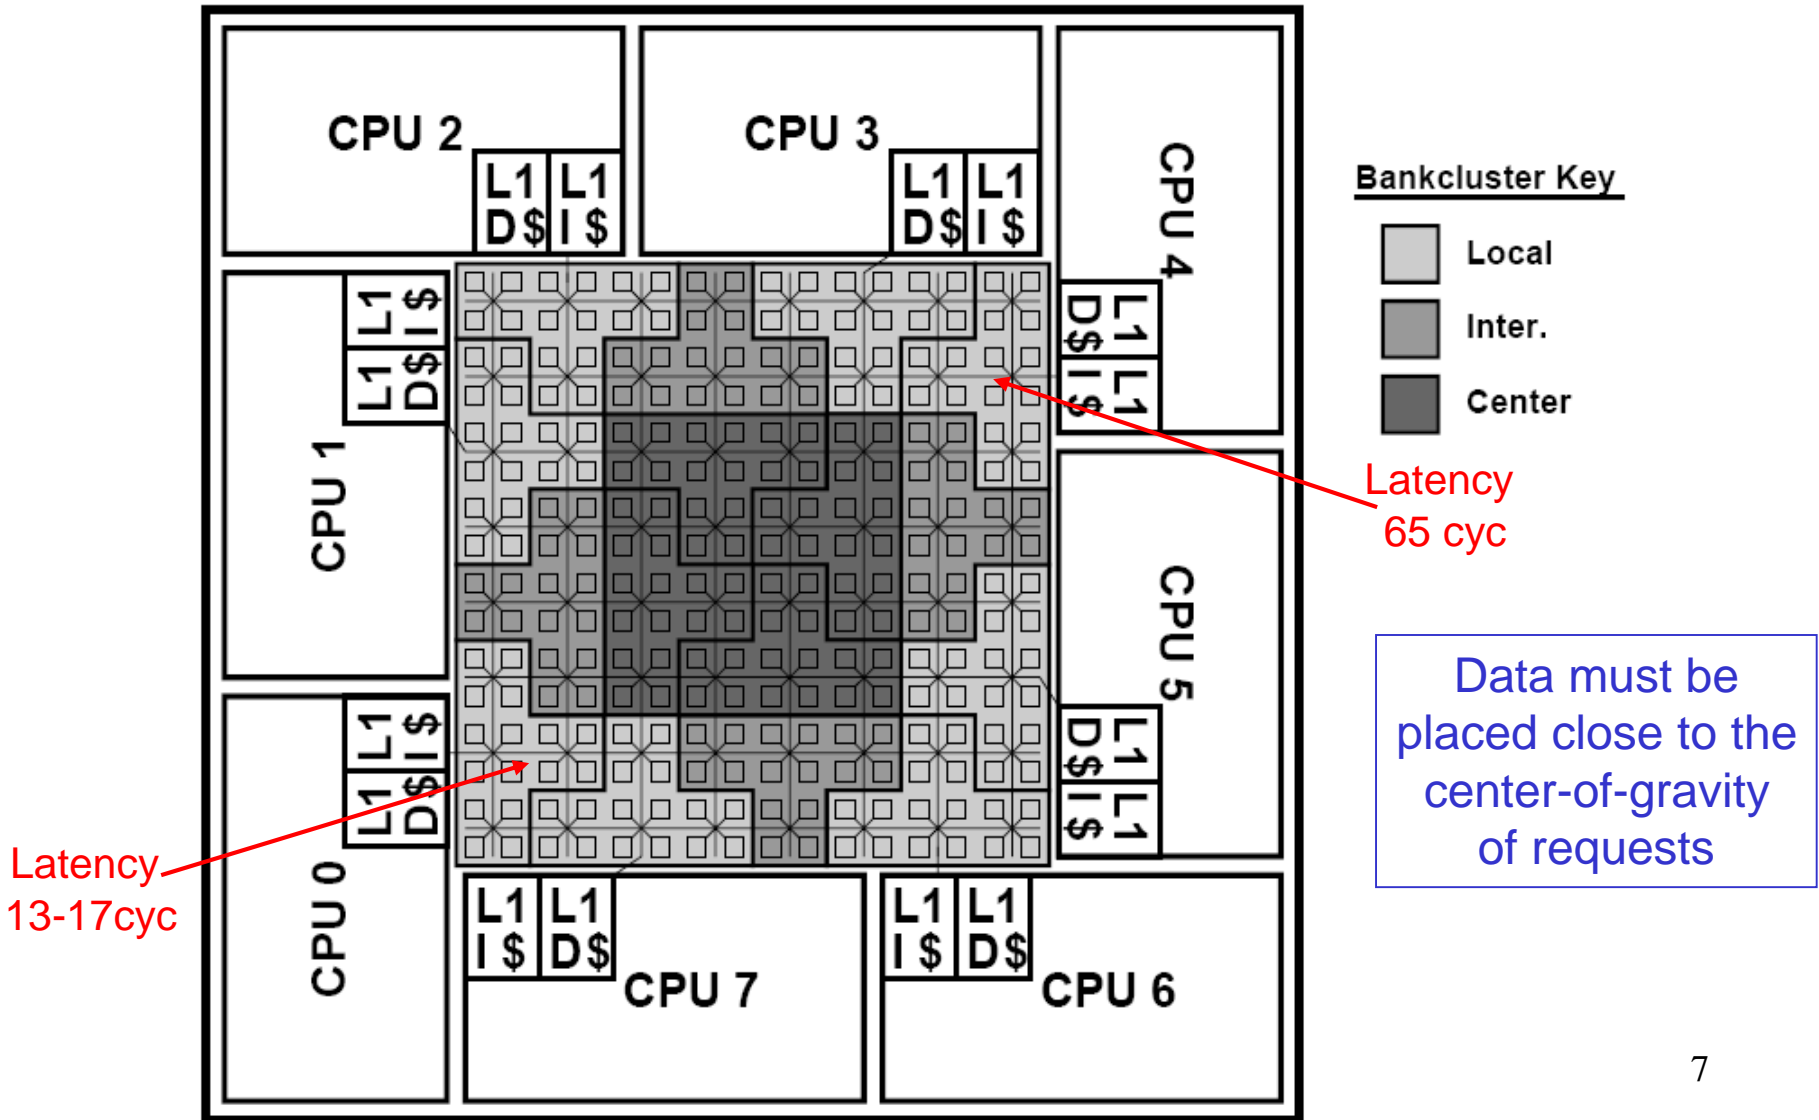 CPU 2
L1 L1
D$ I $
CPU 3
L1 L1
D$ I $
CPU 4
L1 L1
D$ I $
Bankcluster Key
Local
Inter.
Center
L1 L1
I $ D$
CPU 1
Latency
65 cyc
CPU 5
L1 L1
D$ I $
Data must be
placed close to the
center-of-gravity
of requests
L1 L1
I $ D$
CPU 0
Latency
13-17cyc
L1 L1
I $ D$
CPU 7
L1 L1
I $ D$
CPU 6
7